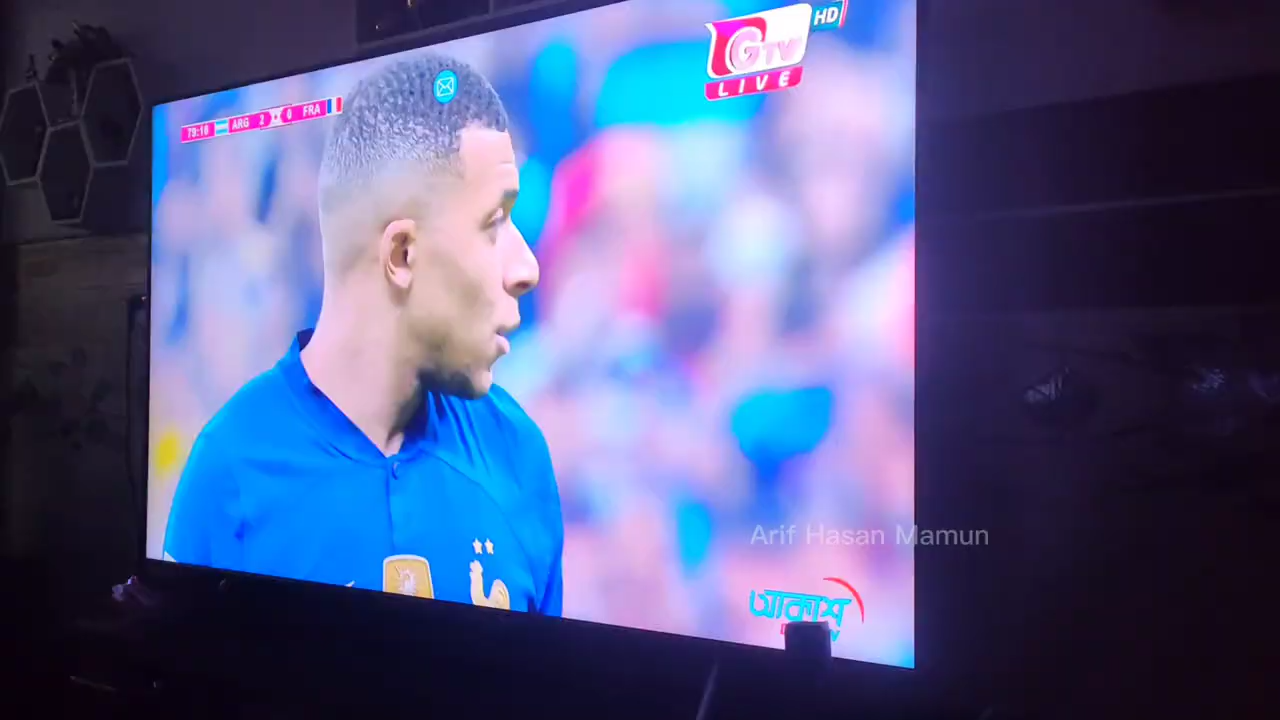 GTV HD
LIVE
79:10 ARG 2 0 FRA
Arif Hasan Mamun
আকাশ